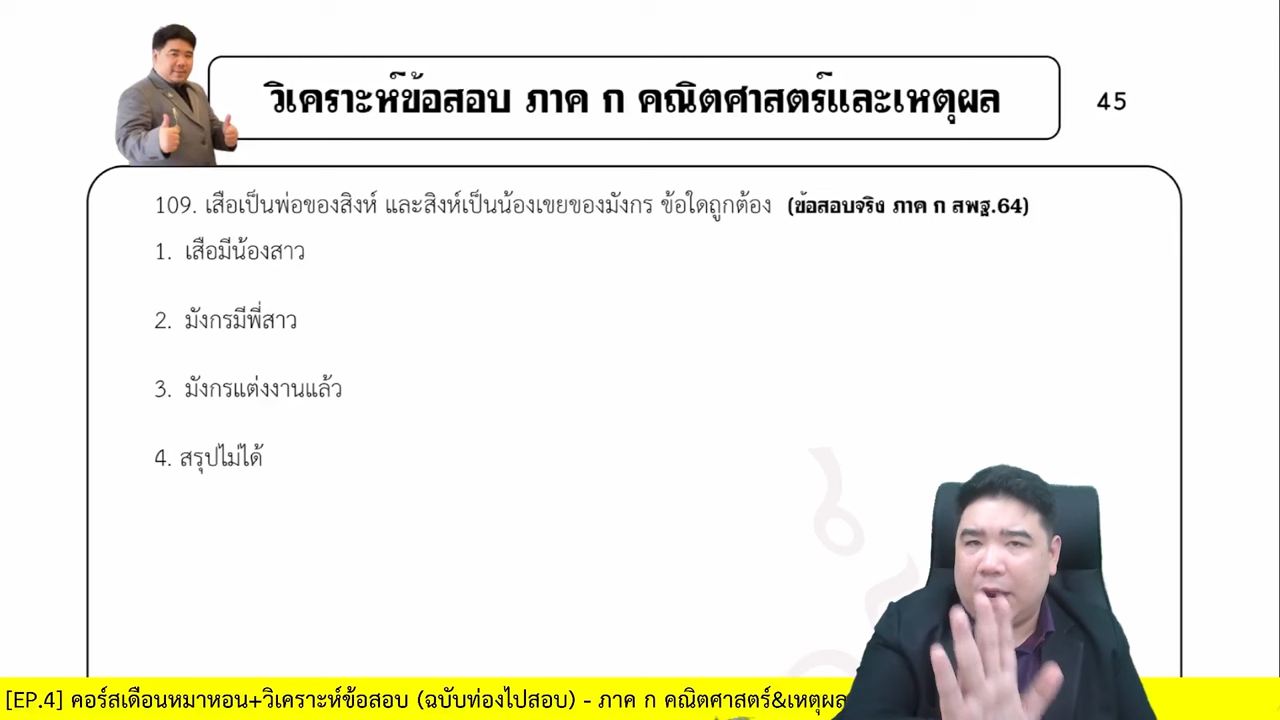 วิเคราะห์ข้อสอบ ภาค ก คณิตศาสตร์และเหตุผล
45
109. เสือเป็นพ่อของสิงห์ และสิงห์เป็นน้องเขยของมังกร ข้อใดถูกต้อง (ข้อสอบจริง ภาค ก สพฐ.64)
1. เสือมีน้องสาว
2. มังกรมีพี่สาว
3. มังกรแต่งงานแล้ว
4. สรุปไม่ได้
[EP.4] คอร์สเดือนหมาหอน+วิเคราะห์ข้อสอบ (ฉบับท่องไปสอบ) - ภาค ก คณิตศาสตร์&เหตุผล